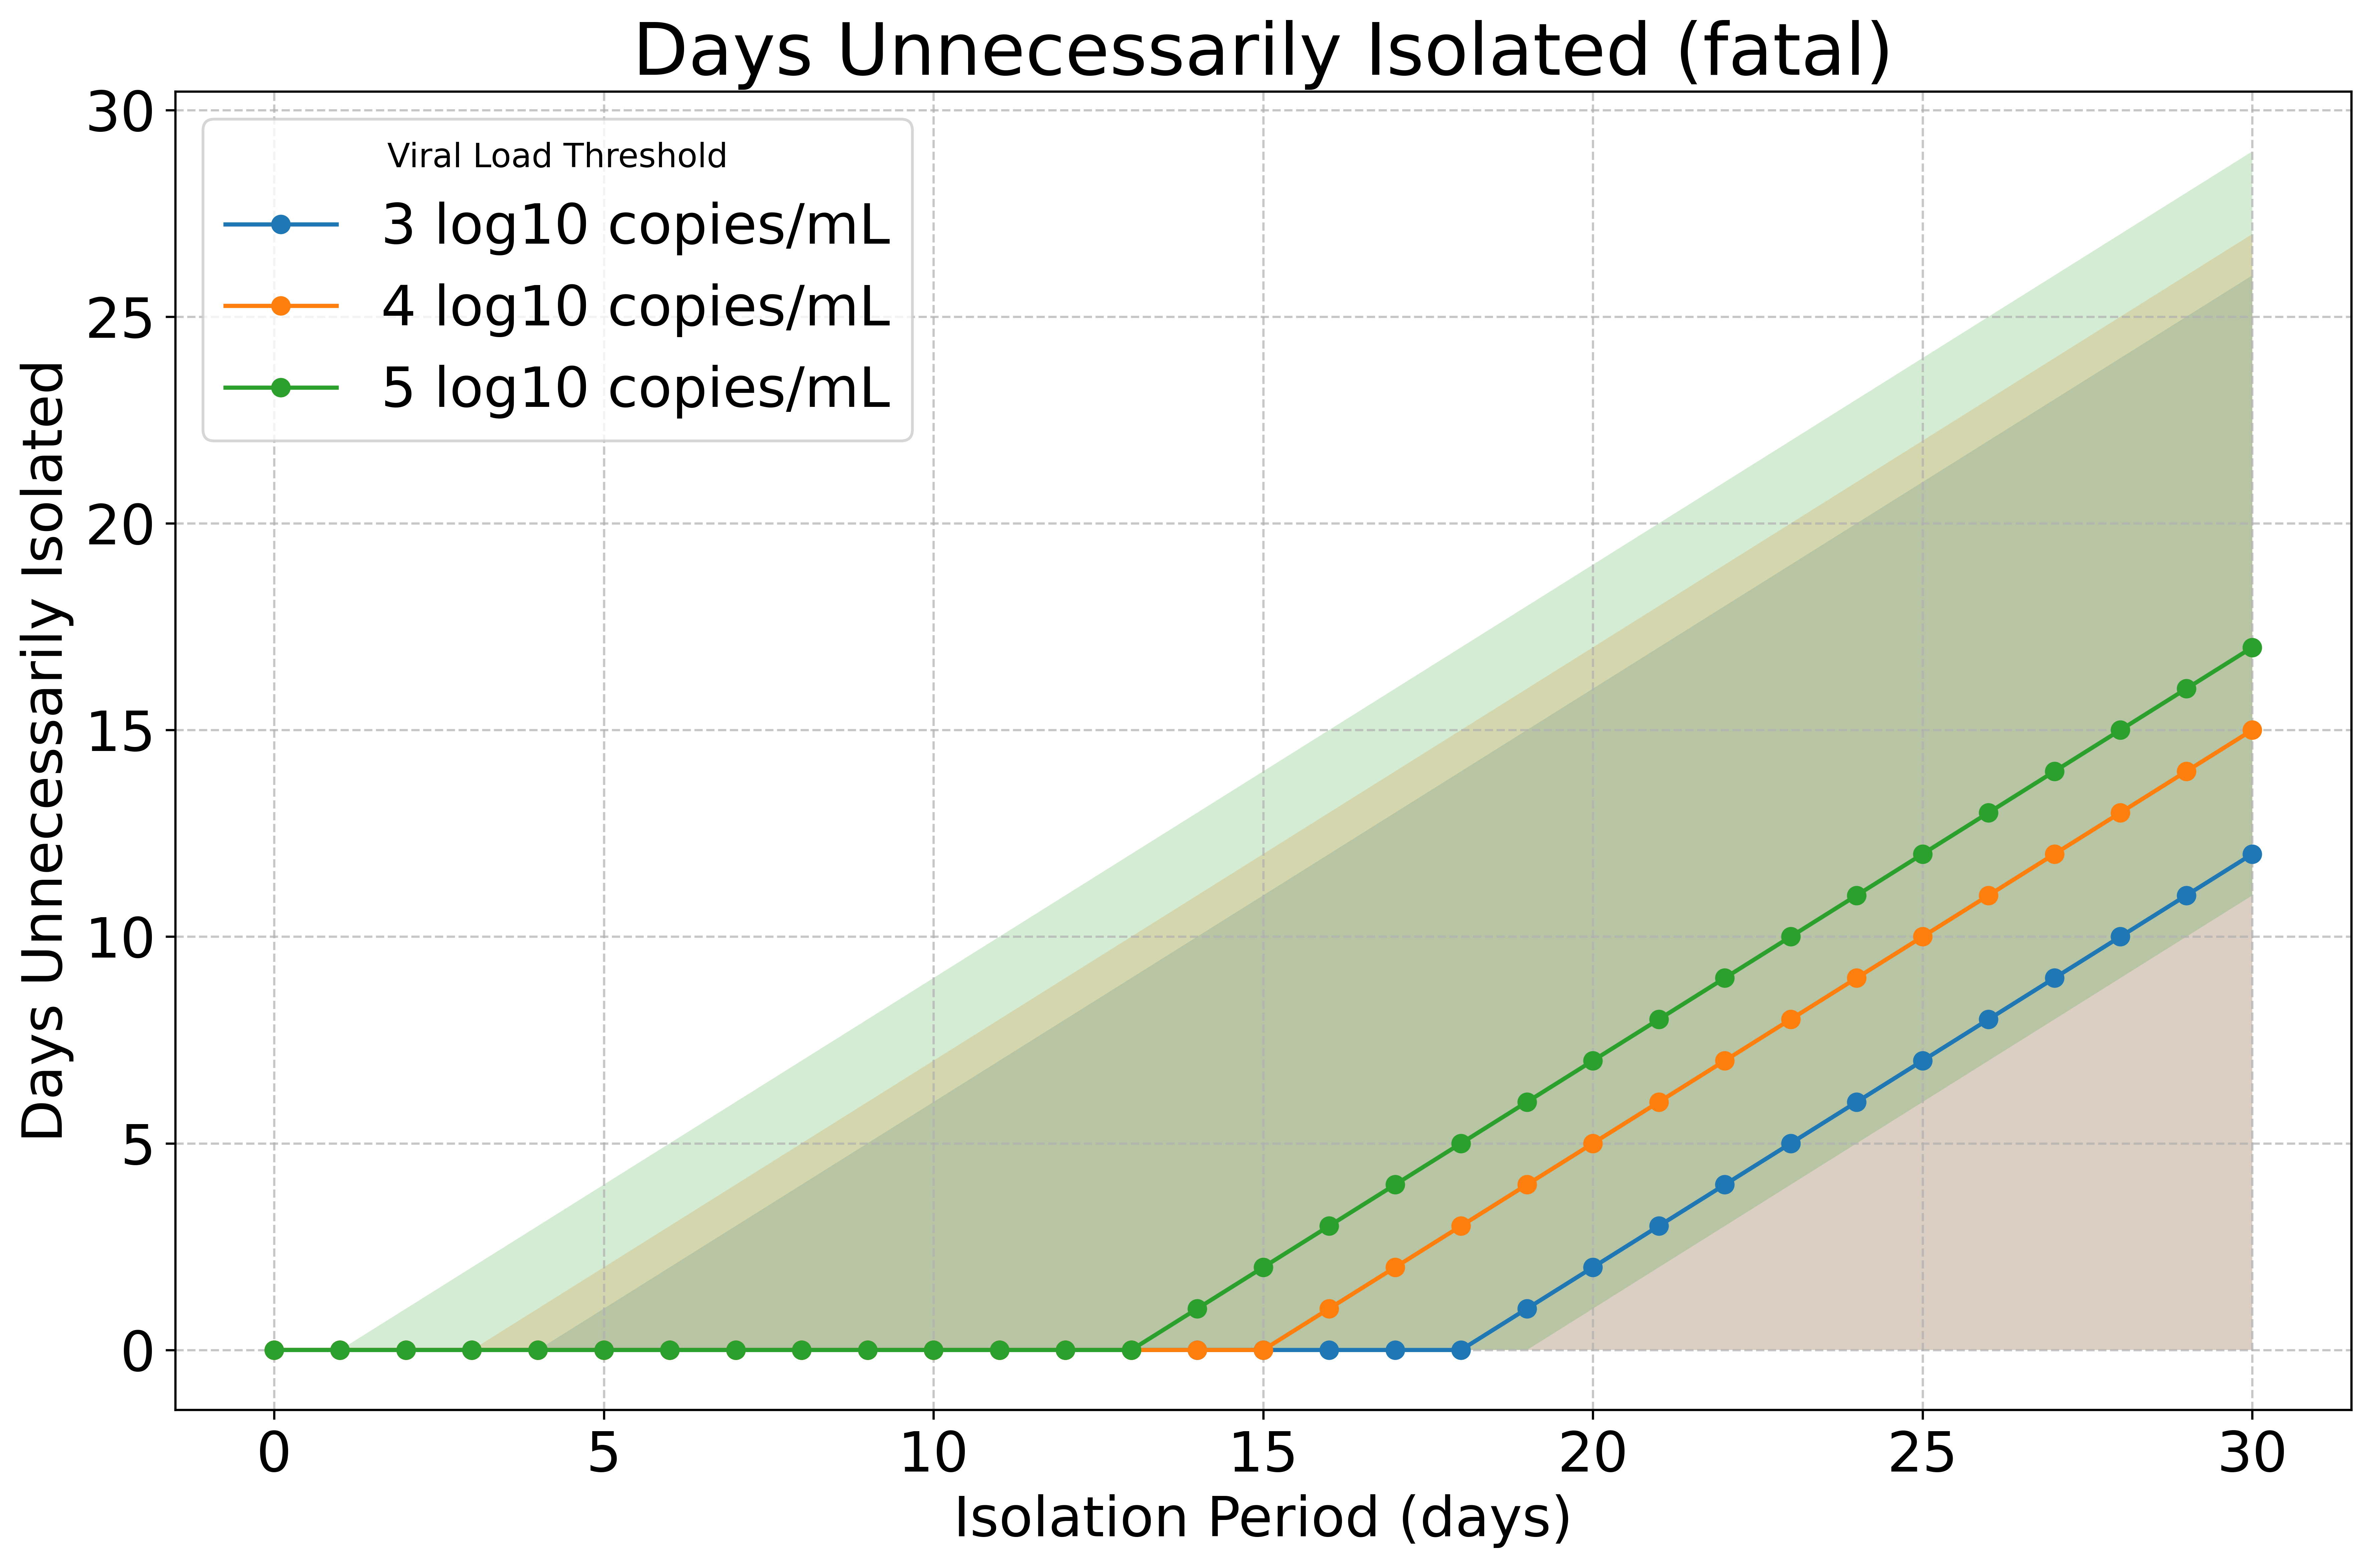 Days Unnecessarily Isolated (fatal)
Viral Load Threshold
3 log10 copies/mL
4 log10 copies/mL
5 log10 copies/mL
Days Unnecessarily Isolated
30
25
20
15
10
5
0
0 5 10 15 20 25 30
Isolation Period (days)